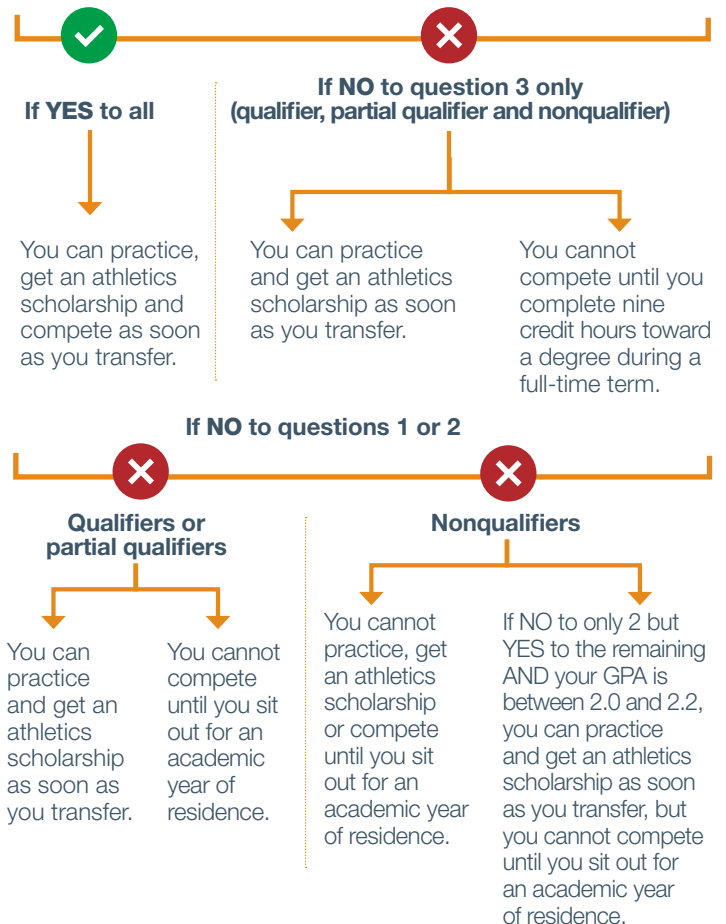 If YES to all
If NO to question 3 only
(qualifier, partial qualifier and nonqualifier)
You can practice,
get an athletics
scholarship and
compete as soon
as you transfer.
You can practice
and get an athletics
scholarship as soon
as you transfer.
You cannot
compete until you
complete nine
credit hours toward
a degree during a
full-time term.
If NO to questions 1 or 2
Qualifiers or
partial qualifiers
You can
practice
and get an
athletics
scholarship
as soon as
you transfer.
You cannot
compete
until you sit
out for an
academic
year of
residence.
Nonqualifiers
You cannot
practice, get
an athletics
scholarship
or compete
until you sit
out for an
academic year
of residence.
If NO to only 2 but
YES to the remaining
AND your GPA is
between 2.0 and 2.2,
you can practice
and get an athletics
scholarship as soon
as you transfer, but
you cannot compete
until you sit out for
an academic year
of residence.